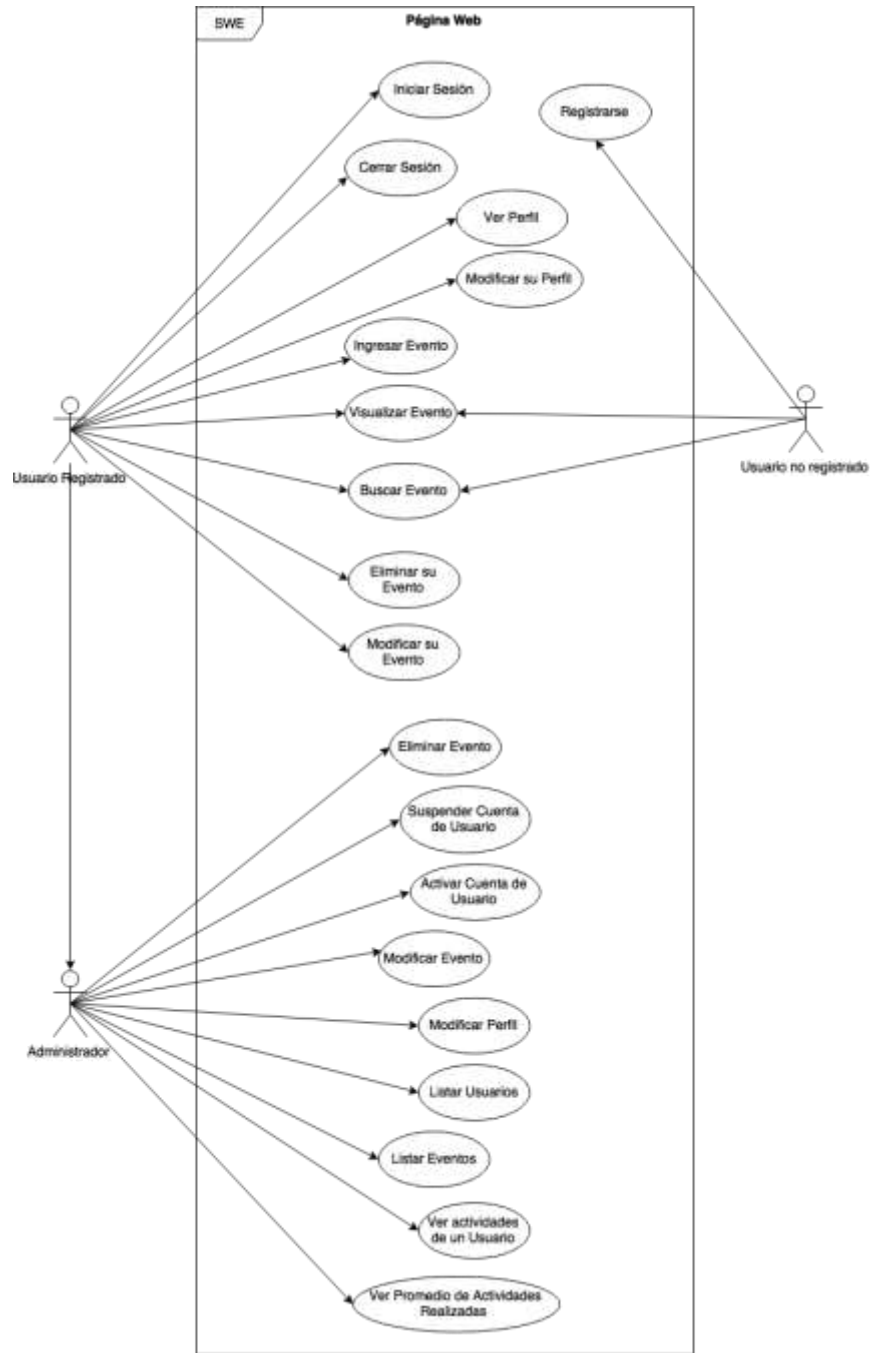 SWE
Página Web
Iniciar Sesión
Registrarse
Cerrar Sesión
Ver Perfil
Modificar su Perfil
Ingresar Evento
Visualizar Evento
Usuario Registrado
Usuario no registrado
Buscar Evento
Eliminar su
Evento
Modificar su
Evento
Eliminar Evento
Suspender Cuenta
de Usuario
Activar Cuenta de
Usuario
Modificar Evento
Administrador
Modificar Perfil
Listar Usuarios
Listar Eventos
Ver actividades
de un Usuario
Ver Promedio de Actividades
Realizadas